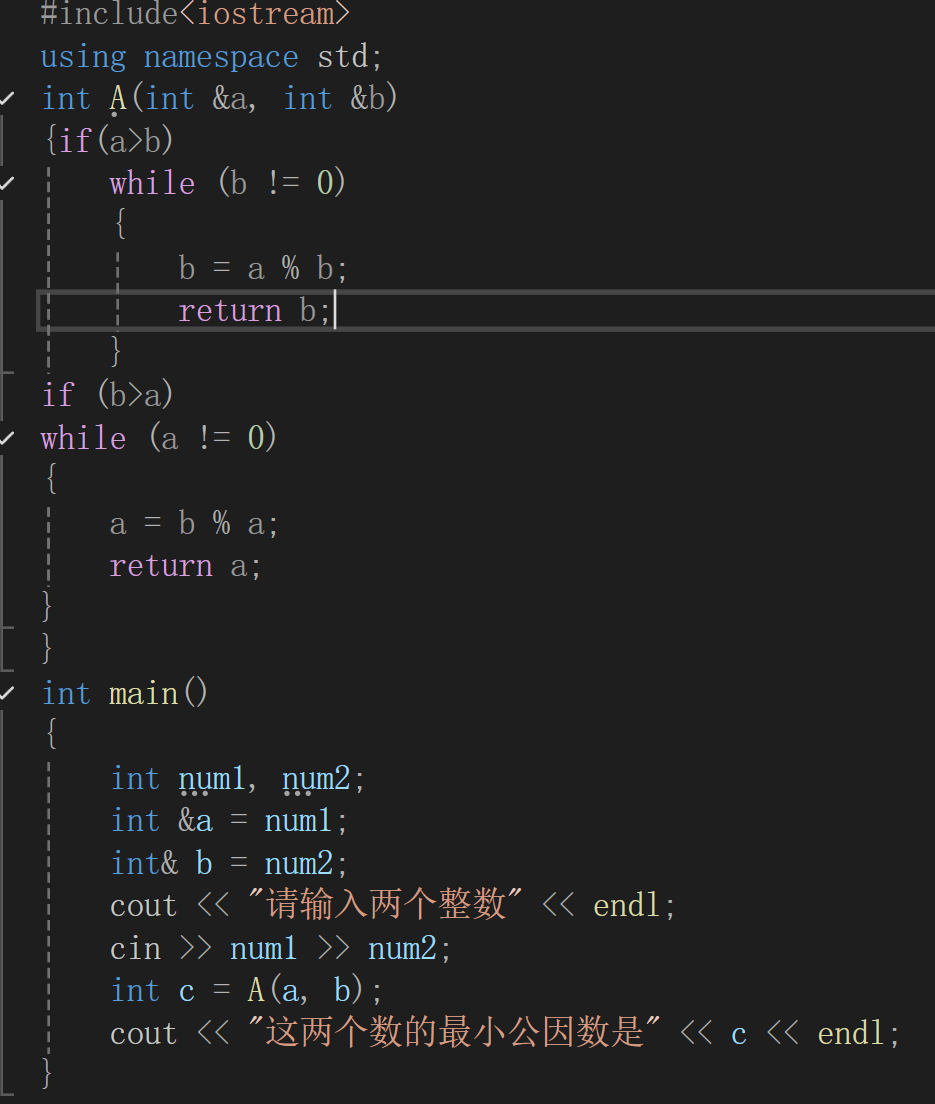 #include<iostream>
using namespace std;
int A(int &a, int &b)
{if(a>b)
while (b != 0)
{
b = a % b;
return b;
}
if (b>a)
while (a != 0)
{
a = b % a;
return a;
}
}
int main()
{
int num1, num2;
int &a = num1;
int& b = num2;
cout << "请输入两个整数" << endl;
cin >> num1 >> num2;
int c = A(a, b);
cout << "这两个数的最小公因数是" << c << endl;
}